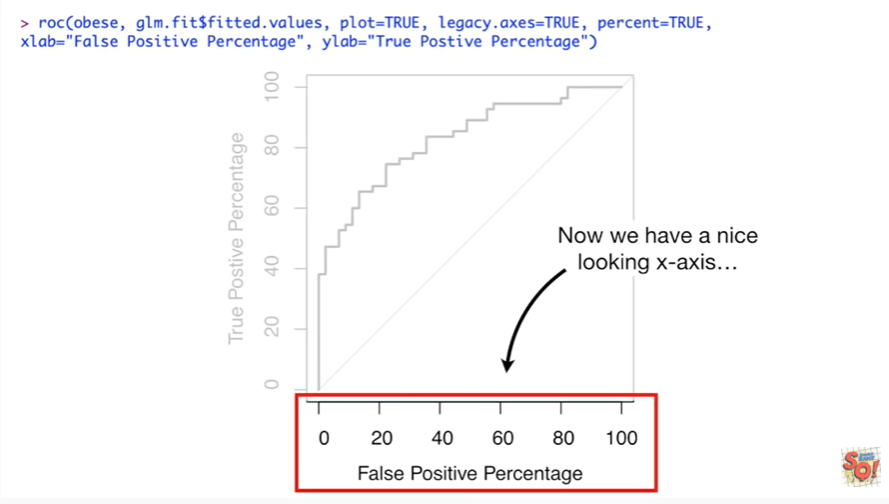 > roc(obese, glm.fit$fitted.values, plot=TRUE, legacy.axes=TRUE, percent=TRUE,
xlab="False Positive Percentage", ylab="True Postive Percentage")
True Postive Percentage
100
80
60
40
20
0
Now we have a nice
looking x-axis...
0 20 40 60 80 100
False Positive Percentage
SO!